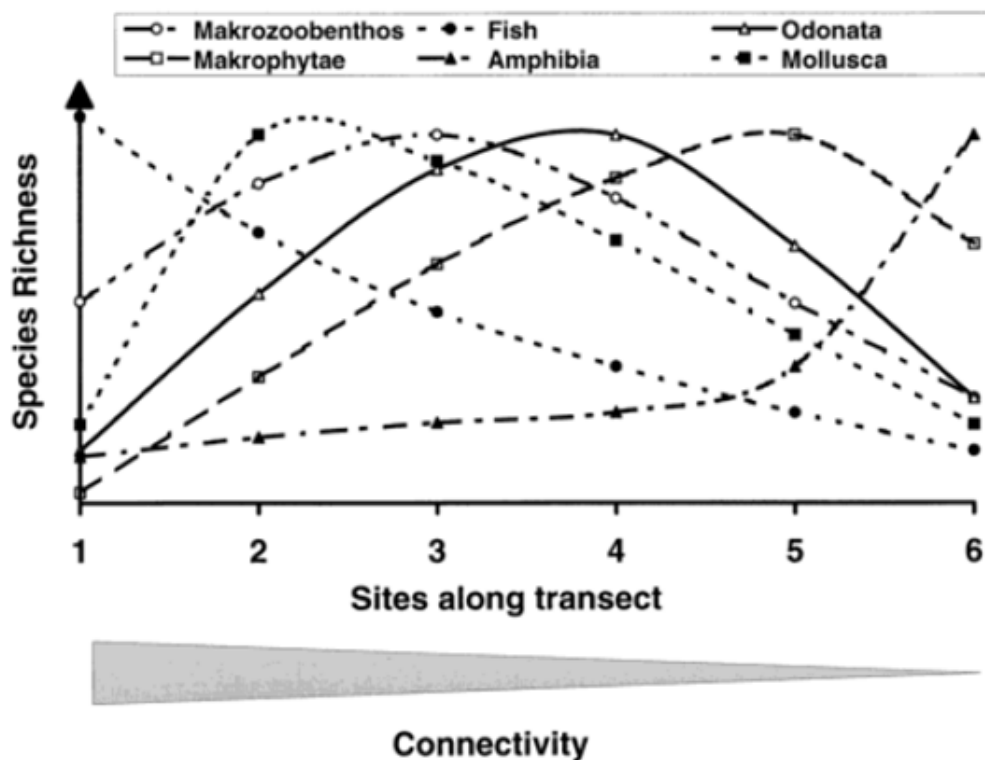 Makrozoobenthos Fish Odonata
Makrophytae Amphibia Mollusca
Species Richness
1 2 3 4 5 6
Sites along transect
Connectivity